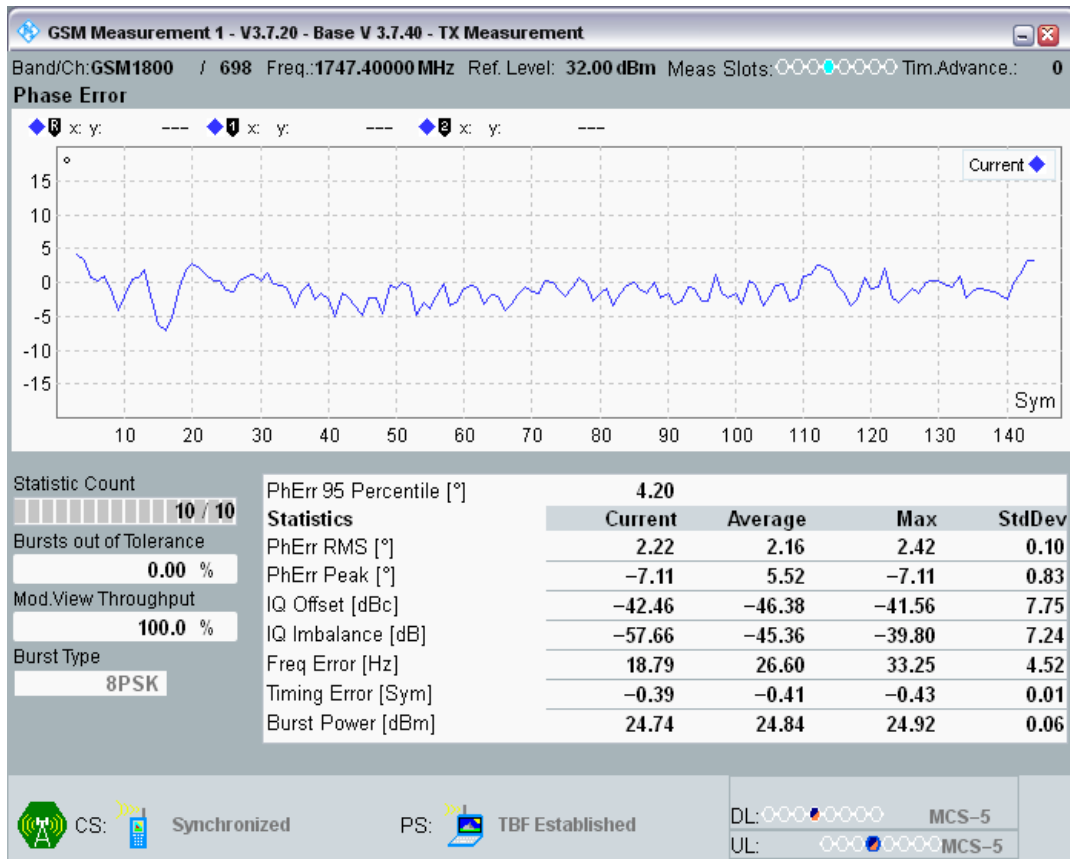 GSM Measurement 1 - V3.7.20 - Base V 3.7.40 - TX Measurement
Band/Ch:GSM1800 / 698 Freq.:1747.40000 MHz Ref. Level: 32.00 dBm Meas Slots: Tim.Advance.: 0
Phase Error
R x: y: --- 1 x: y: --- 2 x: y: ---
°
Current
15
10
5
0
-5
-10
-15
Sym
10 20 30 40 50 60 70 80 90 100 110 120 130 140
Statistic Count
10 / 10
Bursts out of Tolerance
0.00 %
Mod.View Throughput
100.0 %
Burst Type
8PSK
PhErr 95 Percentile [°] 4.20
Statistics Current Average Max StdDev
PhErr RMS [°] 2.22 2.16 2.42 0.10
PhErr Peak [°] −7.11 5.52 −7.11 0.83
IQ Offset [dBc] −42.46 −46.38 −41.56 7.75
IQ Imbalance [dB] −57.66 −45.36 −39.80 7.24
Freq Error [Hz] 18.79 26.60 33.25 4.52
Timing Error [Sym] −0.39 −0.41 −0.43 0.01
Burst Power [dBm] 24.74 24.84 24.92 0.06
CS: Synchronized PS: TBF Established
DL: MCS−5
UL: MCS−5